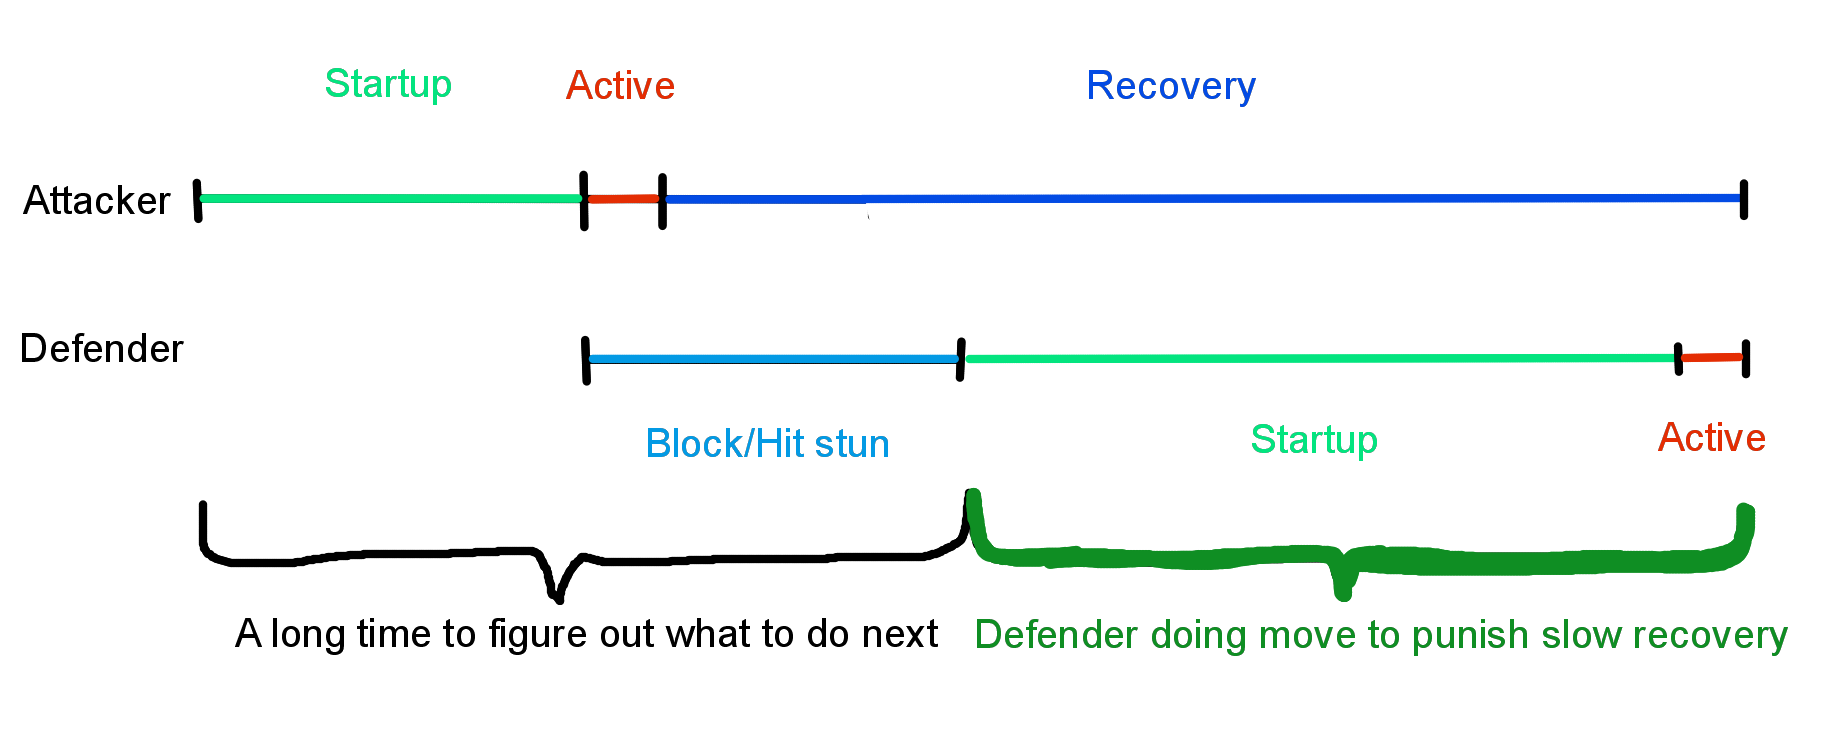 Startup Active Recovery
Attacker
Defender
Block/Hit stun Startup Active
A long time to figure out what to do next Defender doing move to punish slow recovery